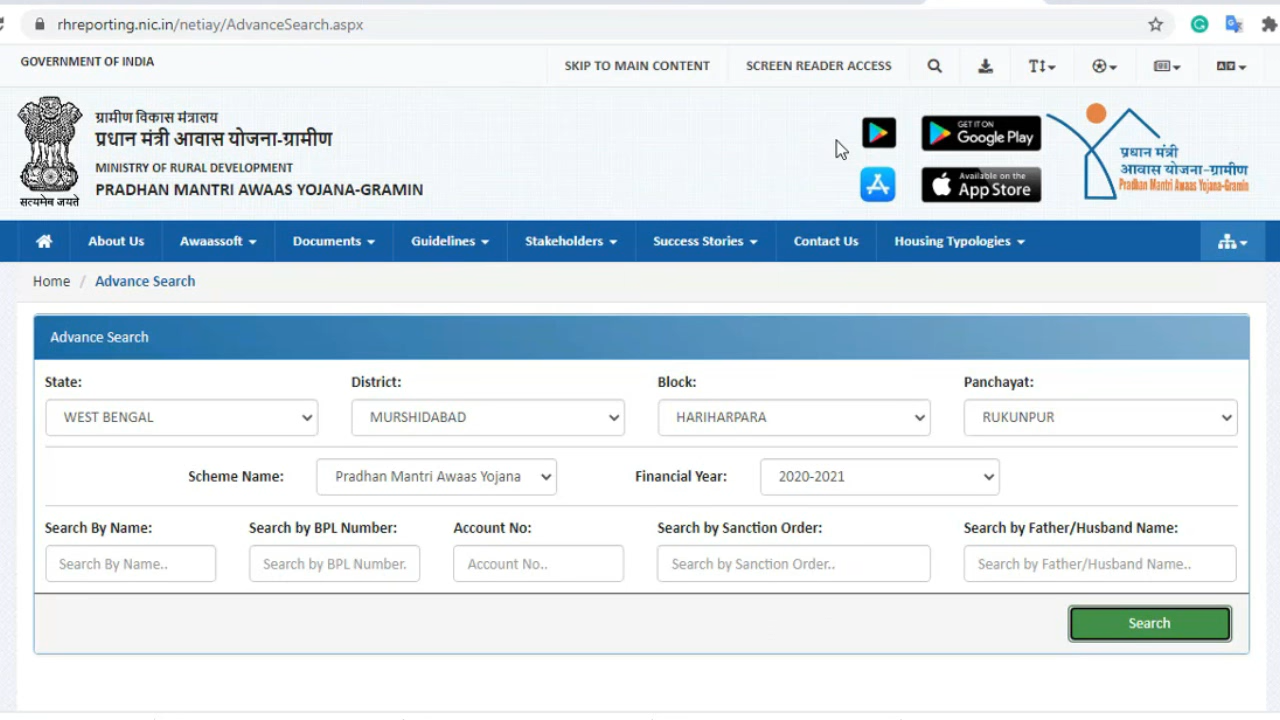 rhreporting.nic.in/netiay/AdvanceSearch.aspx
GOVERNMENT OF INDIA
SKIP TO MAIN CONTENT
SCREEN READER ACCESS
ग्रामीण विकास मंत्रालय
प्रधान मंत्री आवास योजना-ग्रामीण
MINISTRY OF RURAL DEVELOPMENT
PRADHAN MANTRI AWAAS YOJANA-GRAMIN
सत्यमेव जयते
GET IT ON
Google Play
Available on the
App Store
प्रधान मंत्री
आवास योजना-ग्रामीण
Pradhan Mantri Awaas Yojana-Gramin
About Us Awaassoft Documents Guidelines Stakeholders Success Stories Contact Us Housing Typologies
Home / Advance Search
Advance Search
State: District: Block: Panchayat:
WEST BENGAL MURSHIDABAD HARIHARPARA RUKUNPUR
Scheme Name: Pradhan Mantri Awaas Yojana Financial Year: 2020-2021
Search By Name: Search by BPL Number: Account No: Search by Sanction Order: Search by Father/Husband Name:
Search By Name.. Search by BPL Number. Account No.. Search by Sanction Order.. Search by Father/Husband Name..
Search